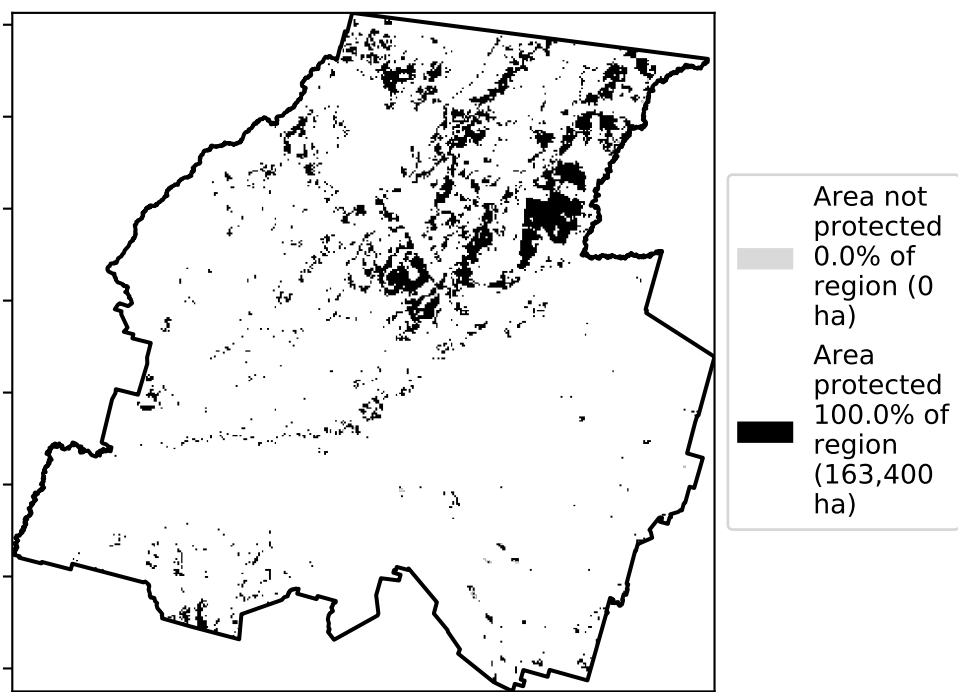 Area not
protected
0.0% of
region (0
ha)
Area
protected
100.0% of
region
(163,400
ha)